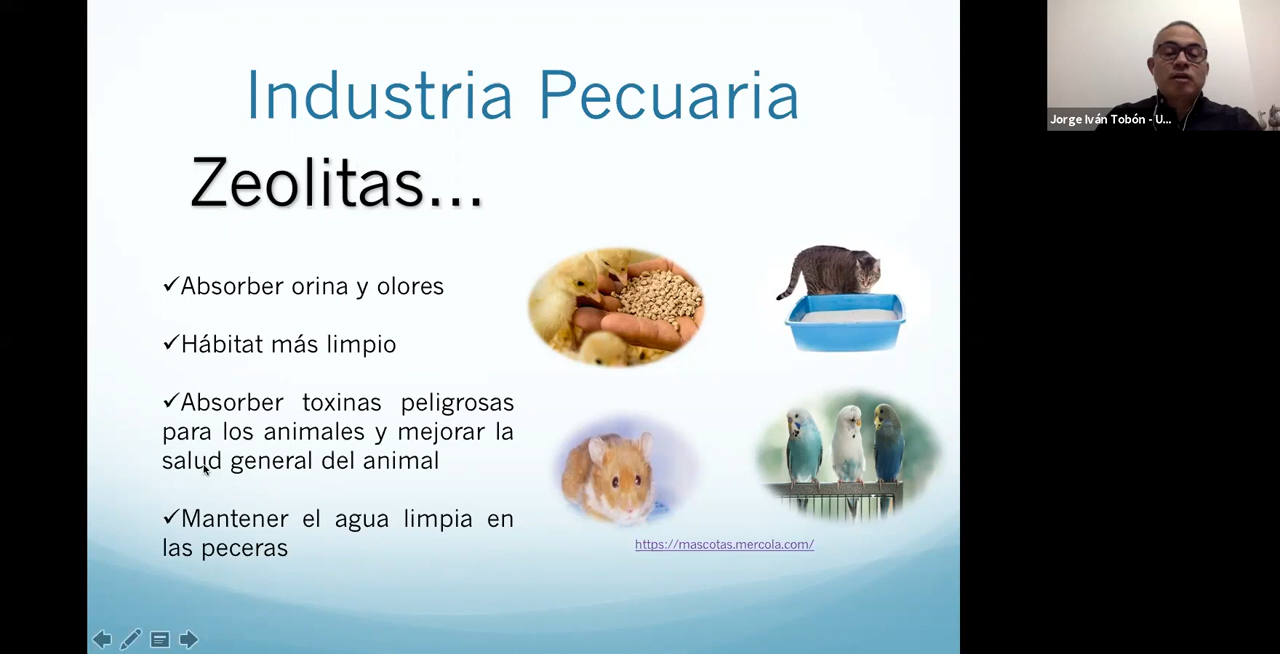 Industria Pecuaria
Zeolitas...
✓Absorber orina y olores
✓Hábitat más limpio
✓Absorber toxinas peligrosas
para los animales y mejorar la
salud general del animal
✓Mantener el agua limpia en
las peceras
https://mascotas.mercola.com/
Jorge Iván Tobón - U...